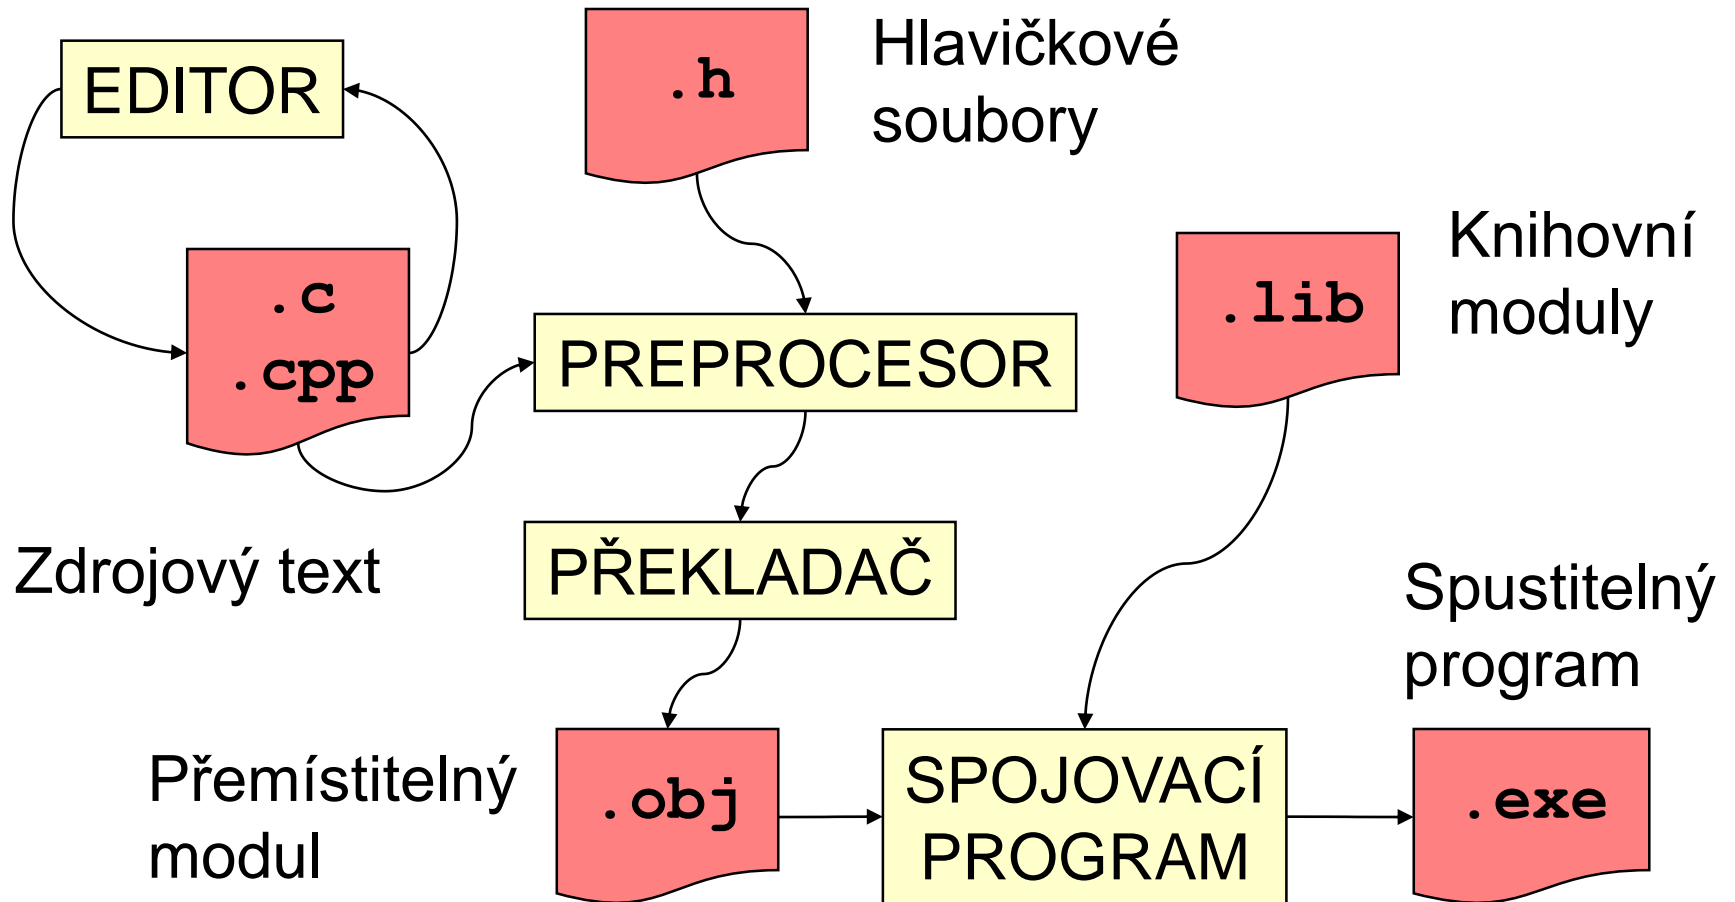 EDITOR
.h
Hlavičkové
soubory
.c
.cpp
PREPROCESOR
.lib
Knihovní
moduly
Zdrojový text
PŘEKLADAČ
Spustitelný
program
Přemístitelný
modul
.obj
SPOJOVACÍ
PROGRAM
.exe